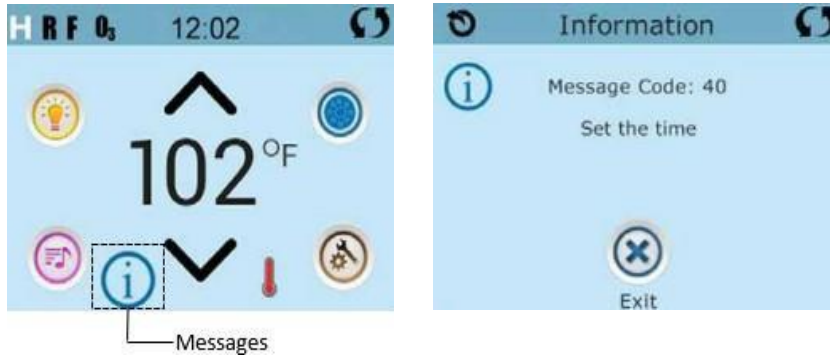 H R F O₃ 12:02
102 °F
i
Messages
Information
i
Message Code: 40
Set the time
Exit